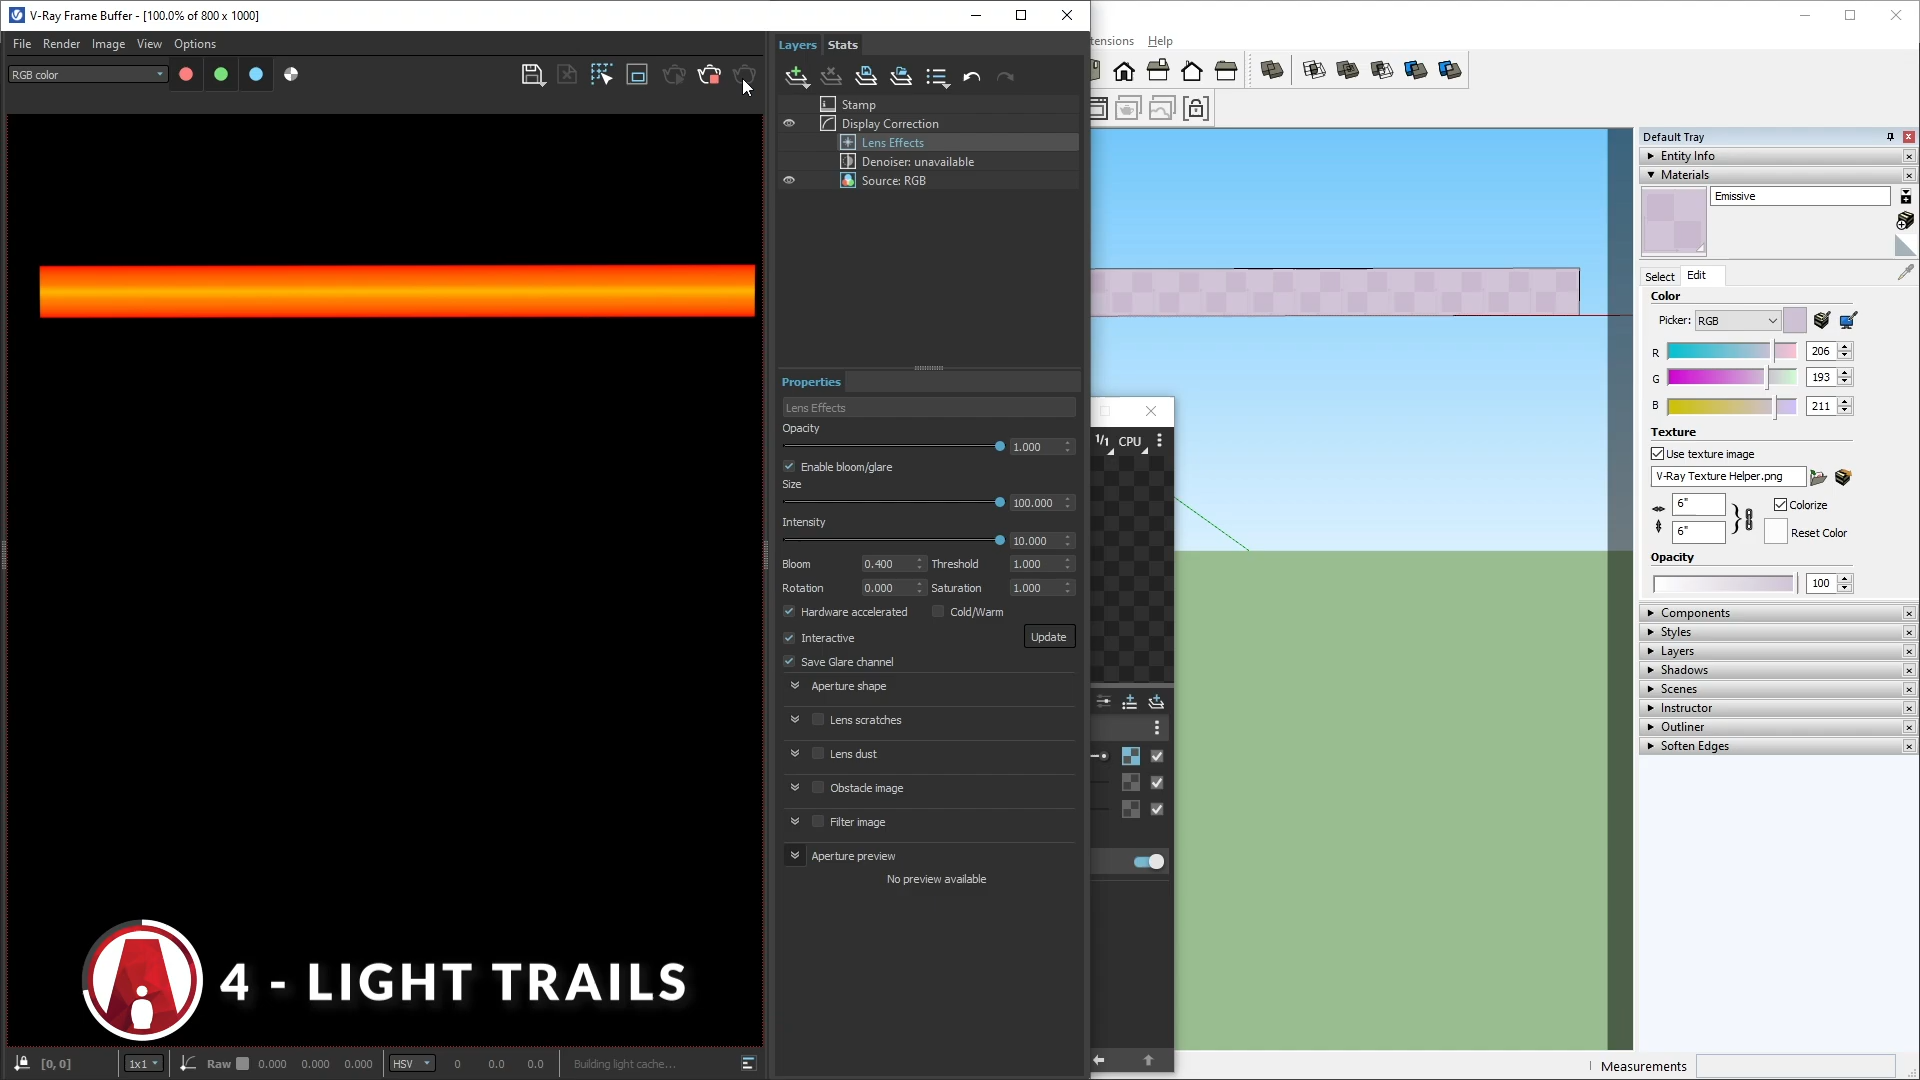 V-Ray Frame Buffer - [100.0% of 800 x 1000]
File Render Image View Options
RGB color
Layers Stats
Stamp
Display Correction
Lens Effects
Denoiser: unavailable
Source: RGB
Properties
Lens Effects
Opacity
1.000
Enable bloom/glare
Size
100.000
Intensity
10.000
Bloom 0.400 Threshold 1.000
Rotation 0.000 Saturation 1.000
Hardware accelerated Cold/Warm
Interactive Update
Save Glare channel
Aperture shape
Lens scratches
Lens dust
Obstacle image
Filter image
Aperture preview
No preview available
4 - LIGHT TRAILS
[0, 0] 1x1 Raw 0.000 0.000 0.000 HSV 0 0.0 0.0 Building light cache...
tensions Help
1/1 CPU
Default Tray
Entity Info
Materials
Emissive
Select Edit
Color
Picker: RGB
R 206
G 193
B 211
Texture
Use texture image
V-Ray Texture Helper.png
6" Colorize
6" Reset Color
Opacity
100
Components
Styles
Layers
Shadows
Scenes
Instructor
Outliner
Soften Edges
Measurements